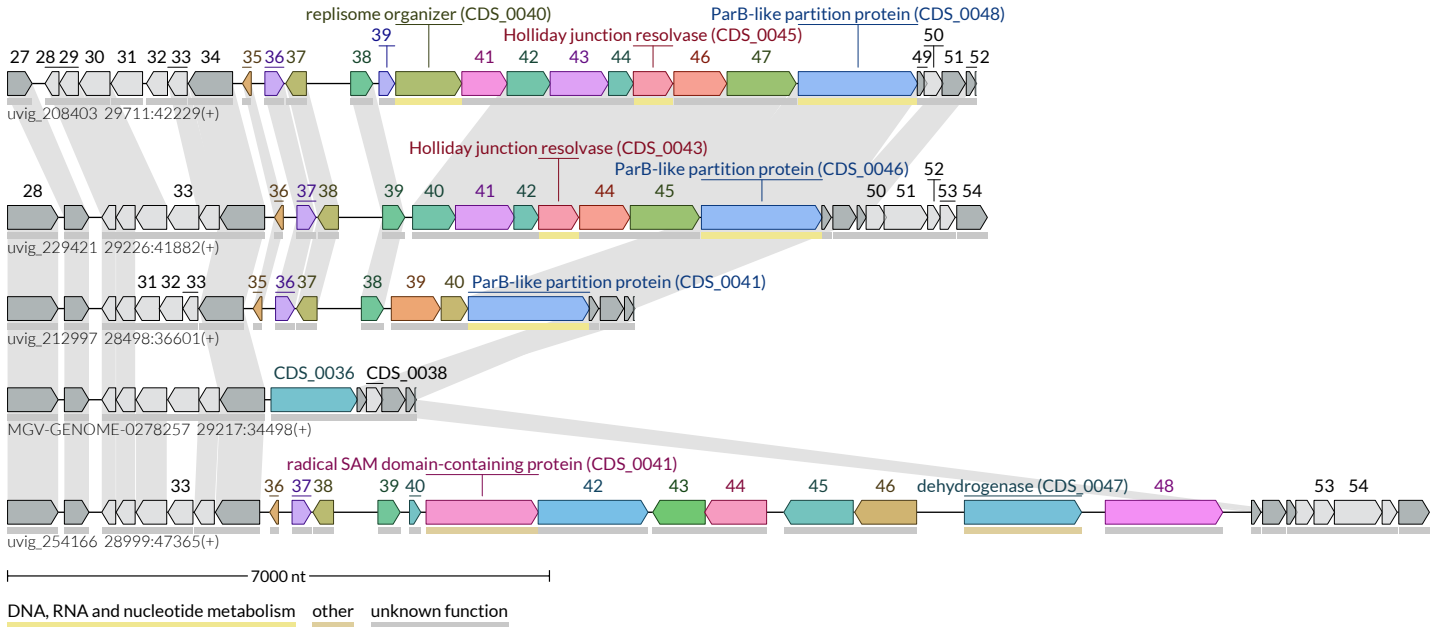 replisome organizer (CDS_0040) ParB-like partition protein (CDS_0048)
39 Holliday junction resolvase (CDS_0045) 50
27 28 29 30 31 32 33 34 35 36 37 38 41 42 43 44 46 47 49 51 52
uvig_208403 29711:42229(+)
Holliday junction resvase (CDS_0043)
ParB-like partition protein (CDS_0046) 52
28 33 36 37 38 39 40 41 42 44 45 50 51 53 54
uvig_229421 29226:41882(+)
31 32 33 35 36 37 38 39 40 ParB-like partition protein (CDS_0041)
uvig_212997 28498:36601(+)
CDS_0036 CDS_0038
MGV-GENOME-0278257 29217:34498(+)
radical SAM domain-containing protein (CDS_0041)
33 36 37 38 39 40 42 43 44 45 46 dehydrogenase (CDS_0047) 48 53 54
uvig_254166 28999:47365(+)
7000 nt
DNA, RNA and nucleotide metabolism other unknown function